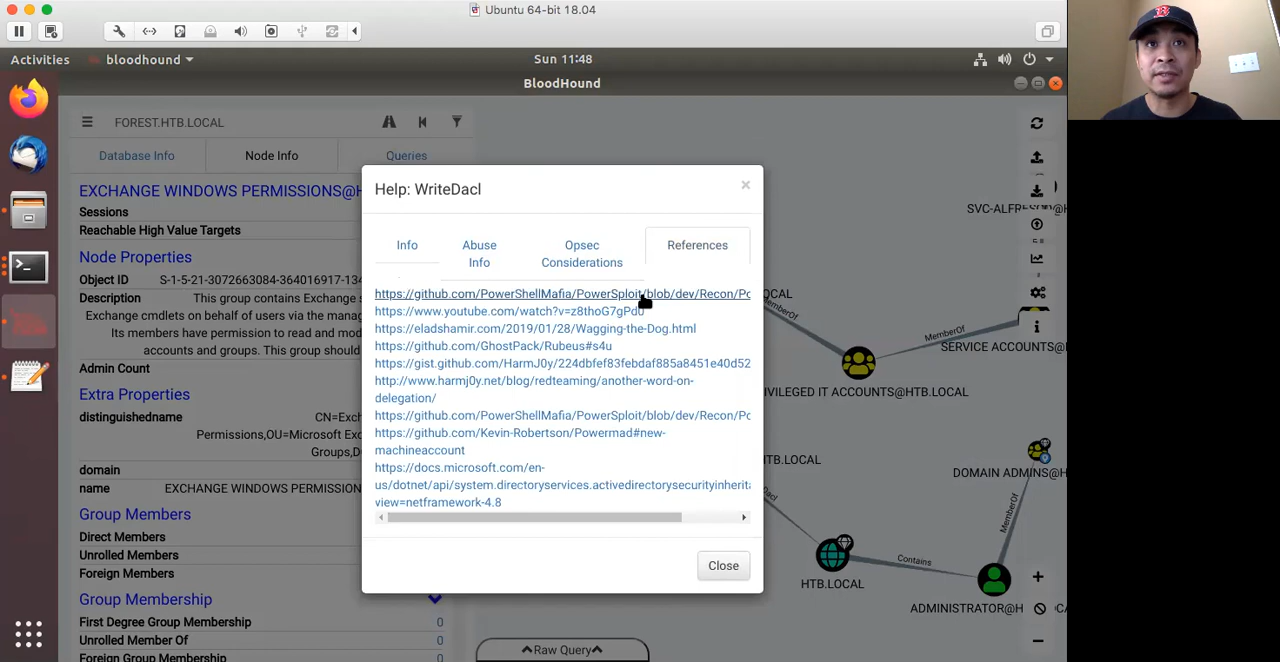 Ubuntu 64-bit 18.04
Activities
bloodhound
Sun 11:48
BloodHound
FOREST.HTB.LOCAL
Database Info
Node Info
Queries
EXCHANGE WINDOWS PERMISSIONS@H
Sessions
Reachable High Value Targets
Node Properties
Object ID S-1-5-21-3072663084-364016917-134
Description This group contains Exchange s
Exchange cmdlets on behalf of users via the mana
Its members have permission to read and mod
accounts and groups. This group should
Admin Count
Extra Properties
distinguishedname CN=Exch
Permissions,OU=Microsoft Exc
Groups,D
domain
name EXCHANGE WINDOWS PERMISSION
Group Members
Direct Members
Unrolled Members
Foreign Members
Group Membership
First Degree Group Membership 0
Unrolled Member Of 0
Foreign Group Membership 0
Help: WriteDacl
×
Info
Abuse
Info
Opsec
Considerations
References
https://github.com/PowerShellMafia/PowerSploit/blob/dev/Recon/Po
https://www.youtube.com/watch?v=z8thoG7gPd0
https://eladshamir.com/2019/01/28/Wagging-the-Dog.html
https://github.com/GhostPack/Rubeus#s4u
https://gist.github.com/HarmJ0y/224dbfef83febdaf885a8451e40d52
http://www.harmj0y.net/blog/redteaming/another-word-on-
delegation/
https://github.com/PowerShellMafia/PowerSploit/blob/dev/Recon/Po
https://github.com/Kevin-Robertson/Powermad#new-
machineaccount
https://docs.microsoft.com/en-
us/dotnet/api/system.directoryservices.activedirectorysecurityinherita
view=netframework-4.8
Close
SVC-ALFRES
@H
OCAL
MemberOf
MemberOf
SERVICE ACCOUNTS@H
IVILEGED IT ACCOUNTS@HTB.LOCAL
HTB.LOCAL
DOMAIN ADMINS@H
MemberOf
Dacl
Contains
HTB.LOCAL
ADMINISTRATOR@H
CA
Raw Query
B